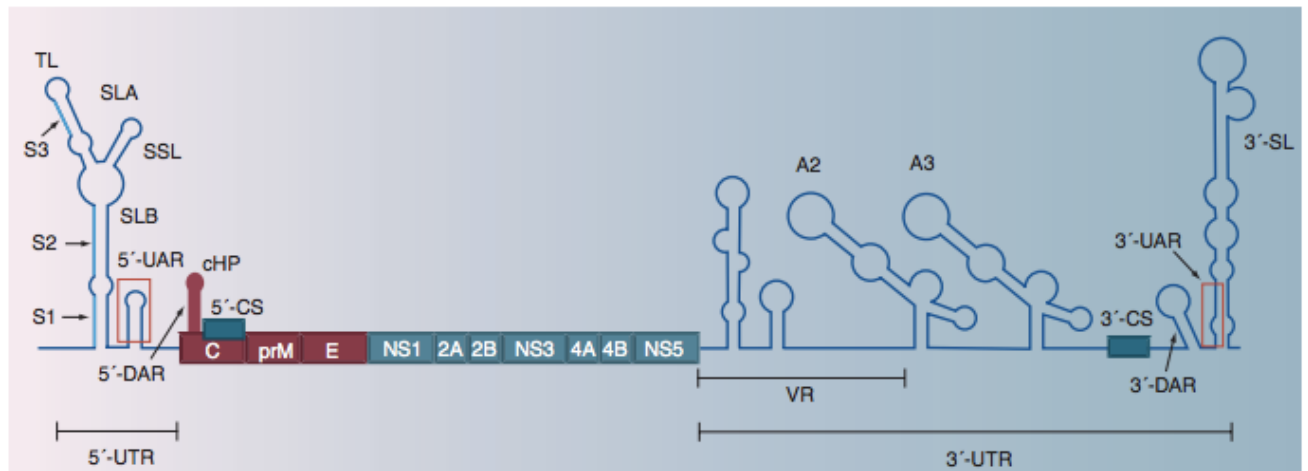 TL
SLA
S3
SSL
SLB
S2
5´-UAR
cHP
5´-CS
S1
5´-DAR
C prM E NS1 2A 2B NS3 4A 4B NS5
5´-UTR
A2
A3
3´-SL
3´-UAR
3´-CS
3´-DAR
VR
3´-UTR